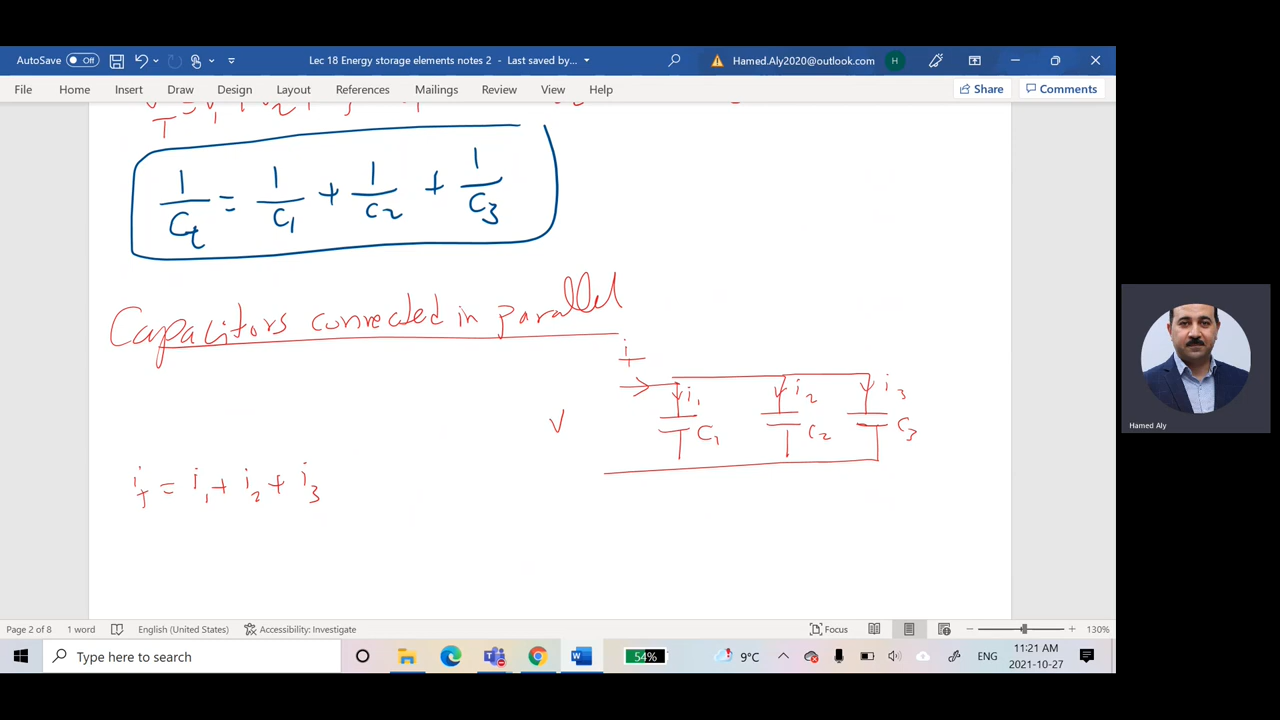 AutoSave Off
Lec 18 Energy storage elements notes 2 - Last saved by...
Hamed.Aly2020@outlook.com
H
File Home Insert Draw Design Layout References Mailings Review View Help
Share Comments
1/Ct = 1/C1 + 1/C2 + 1/C3
Capacitors connected in parallel
iT
i1 i2 i3
V
C1 C2 C3
iT = i1 + i2 + i3
Hamed Aly
Page 2 of 8 1 word English (United States) Accessibility: Investigate Focus 130%
Type here to search
54%
9°C
ENG
11:21 AM
2021-10-27